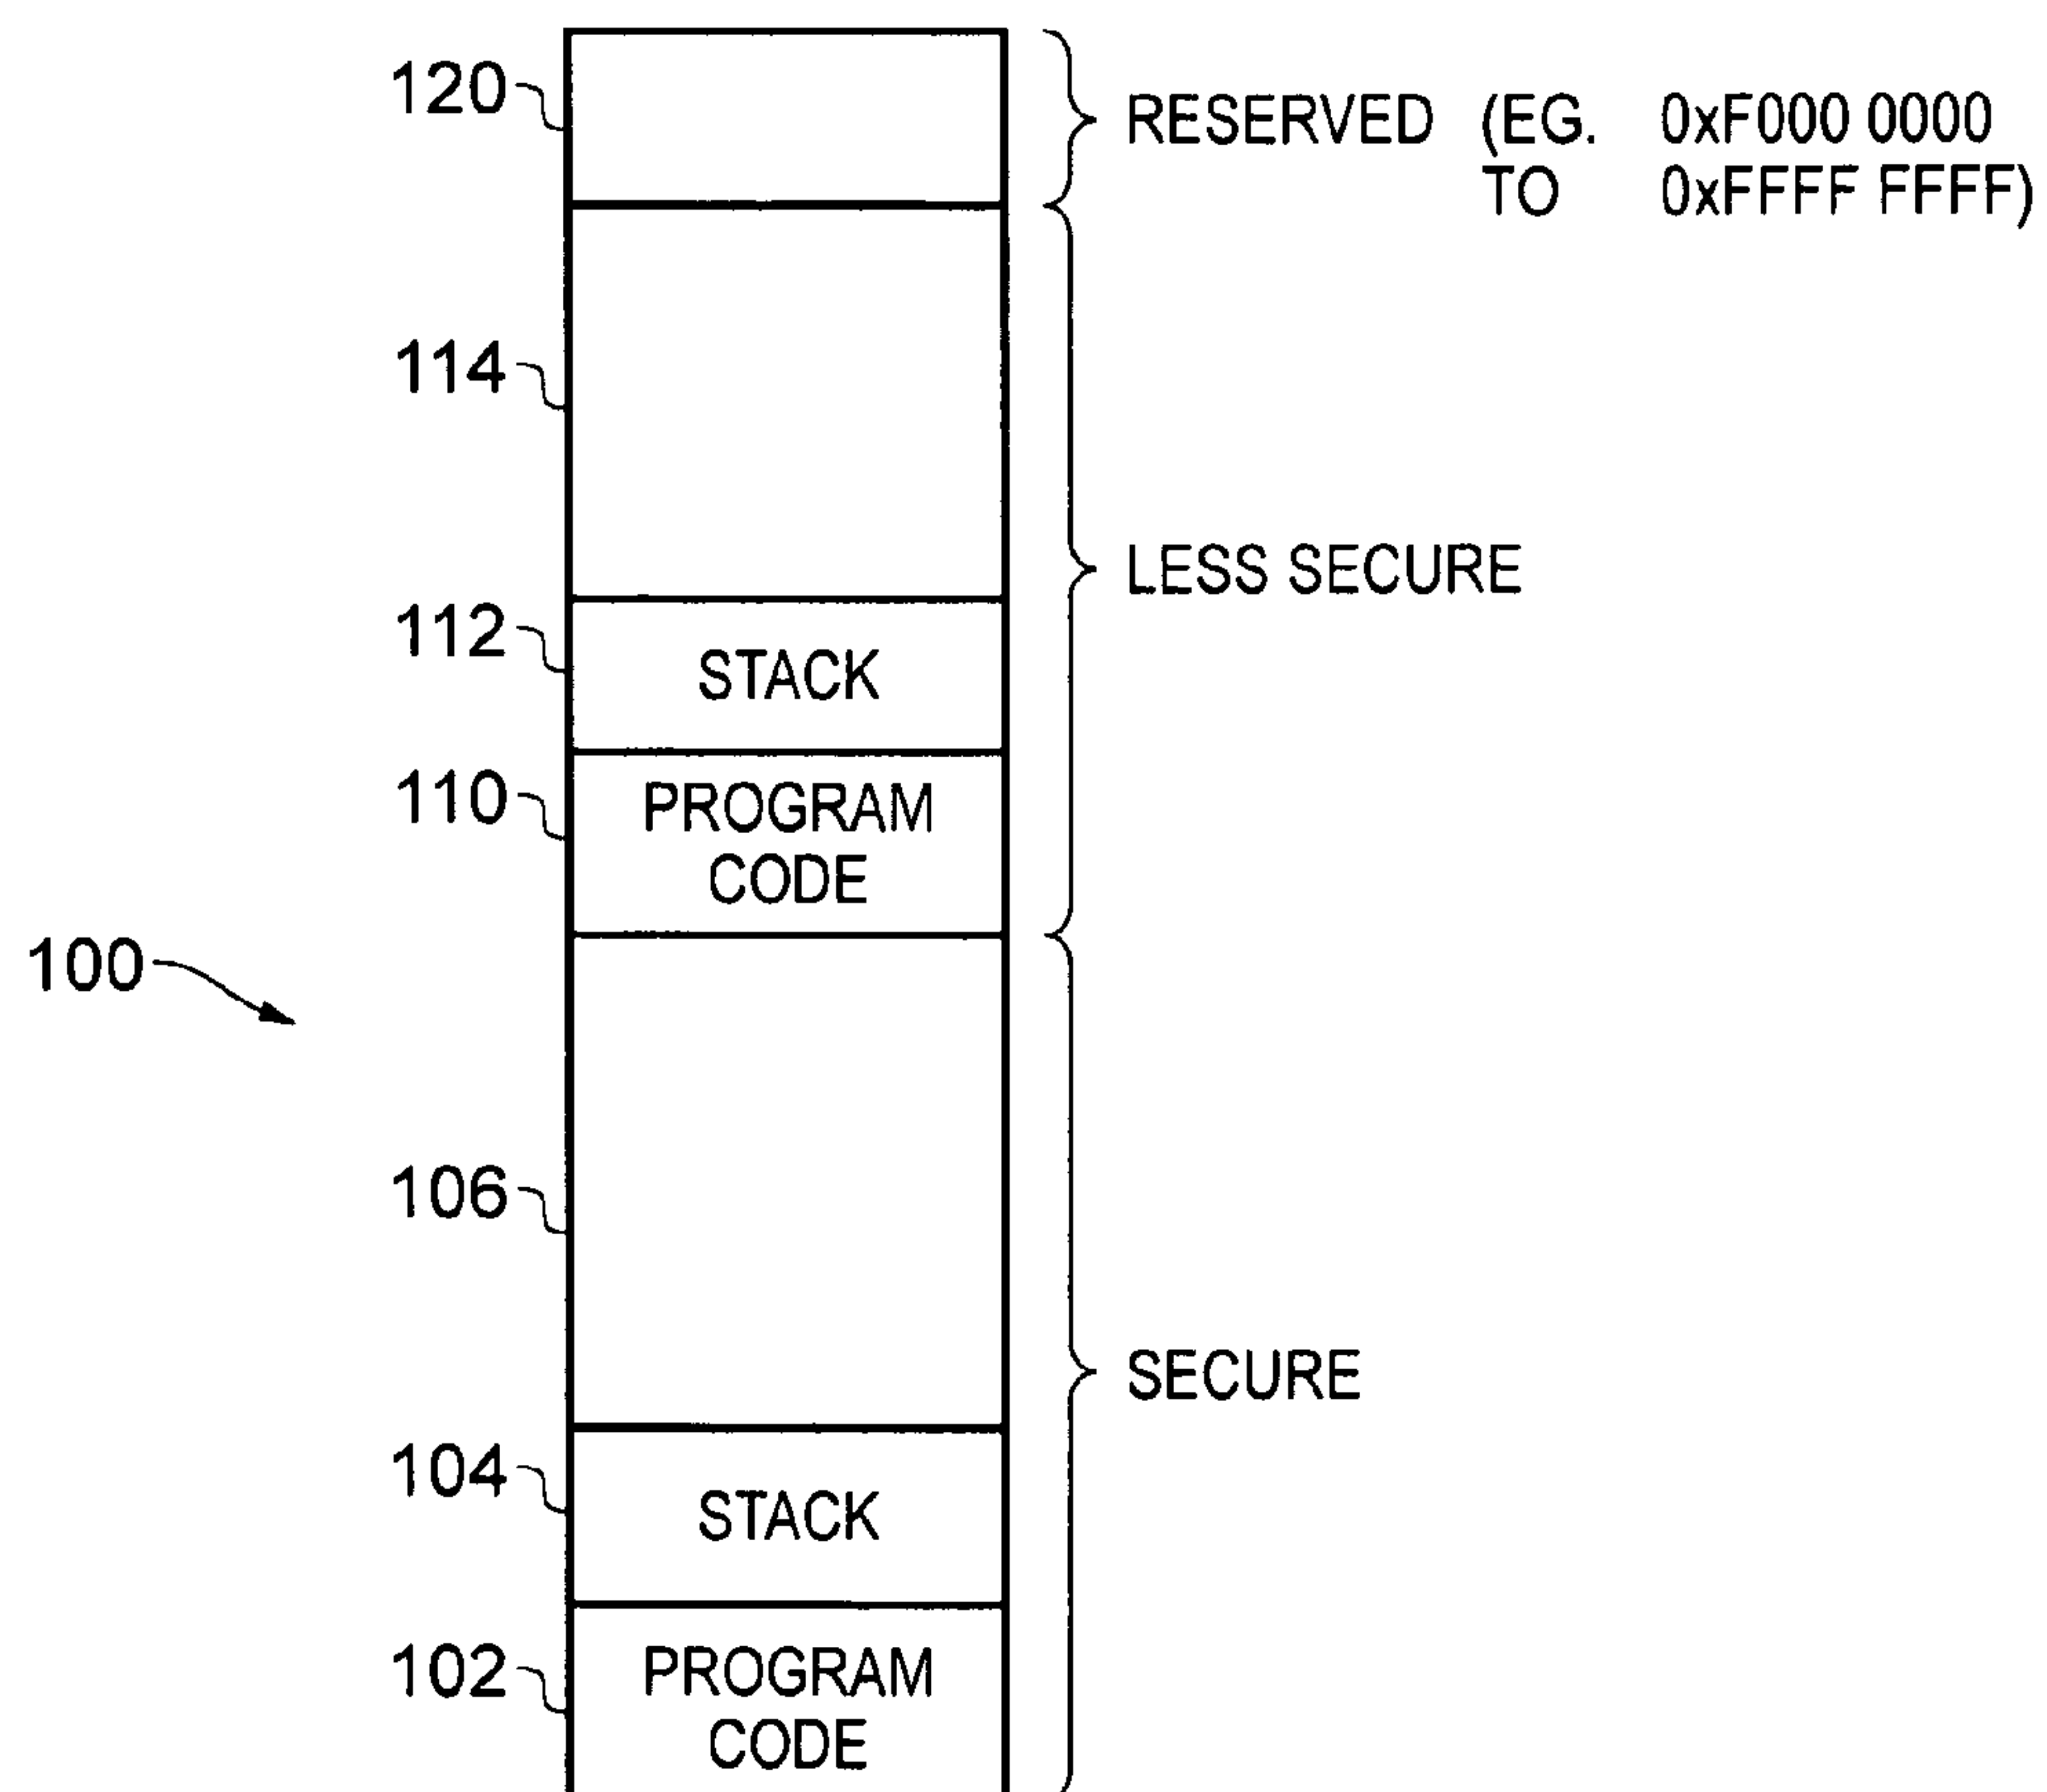 120
RESERVED (EG. 0xF000 0000
TO 0xFFFF FFFF)
114
LESS SECURE
112
STACK
110
PROGRAM
CODE
100
106
SECURE
104
STACK
102
PROGRAM
CODE